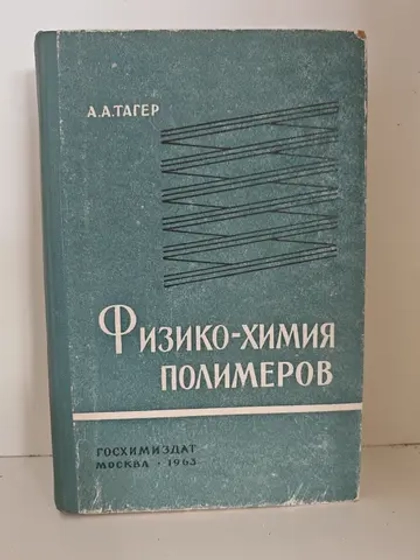 А.А.ТАГЕР
ФИЗИКО-ХИМИЯ
ПОЛИМЕРОВ
ГОСХИМИЗДАТ
МОСКВА · 1963